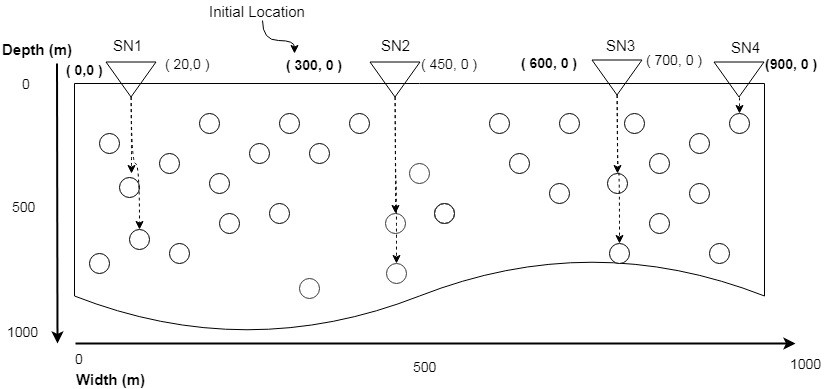 Initial Location
SN1
SN2
SN3
SN4
Depth (m)
( 0,0 )
( 20,0 )
( 300, 0 )
( 450, 0 )
( 600, 0 )
( 700, 0 )
(900, 0 )
0
500
1000
0
500
1000
Width (m)